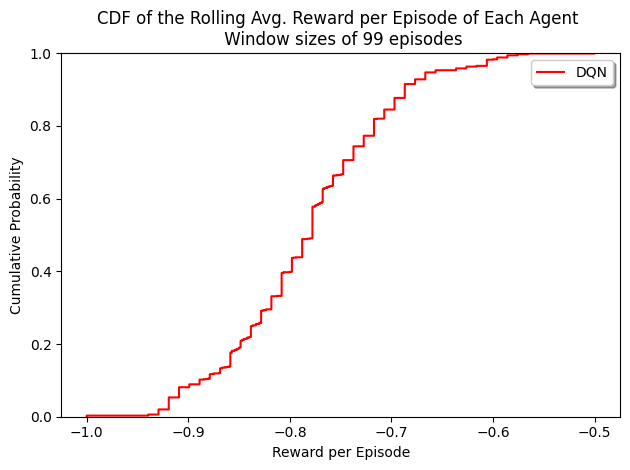 CDF of the Rolling Avg. Reward per Episode of Each Agent
Window sizes of 99 episodes
DQN
Cumulative Probability
1.0
0.8
0.6
0.4
0.2
0.0
−1.0 −0.9 −0.8 −0.7 −0.6 −0.5
Reward per Episode